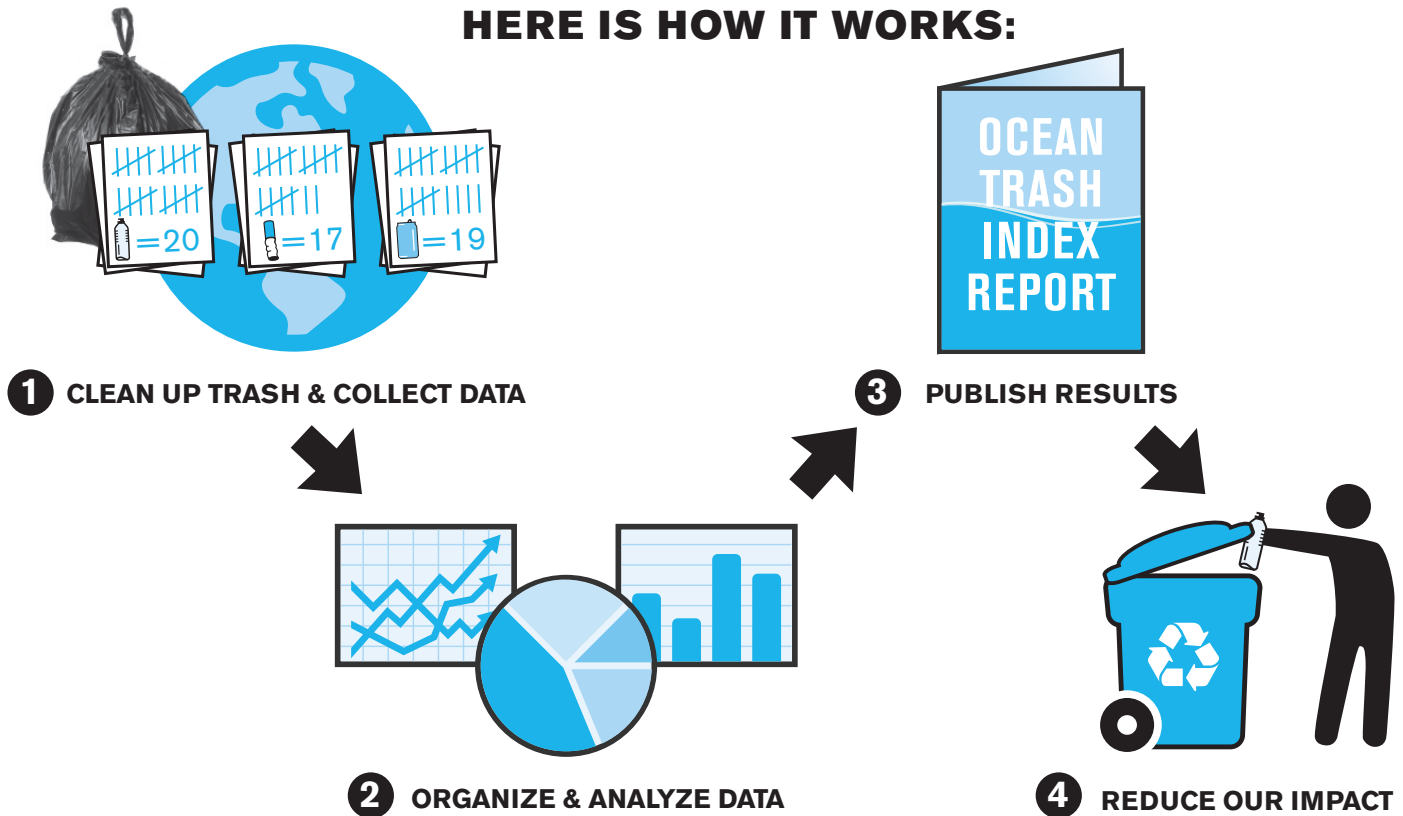 HERE IS HOW IT WORKS:
=20
=17
=19
1 CLEAN UP TRASH & COLLECT DATA
2 ORGANIZE & ANALYZE DATA
OCEAN
TRASH
INDEX
REPORT
3 PUBLISH RESULTS
4 REDUCE OUR IMPACT